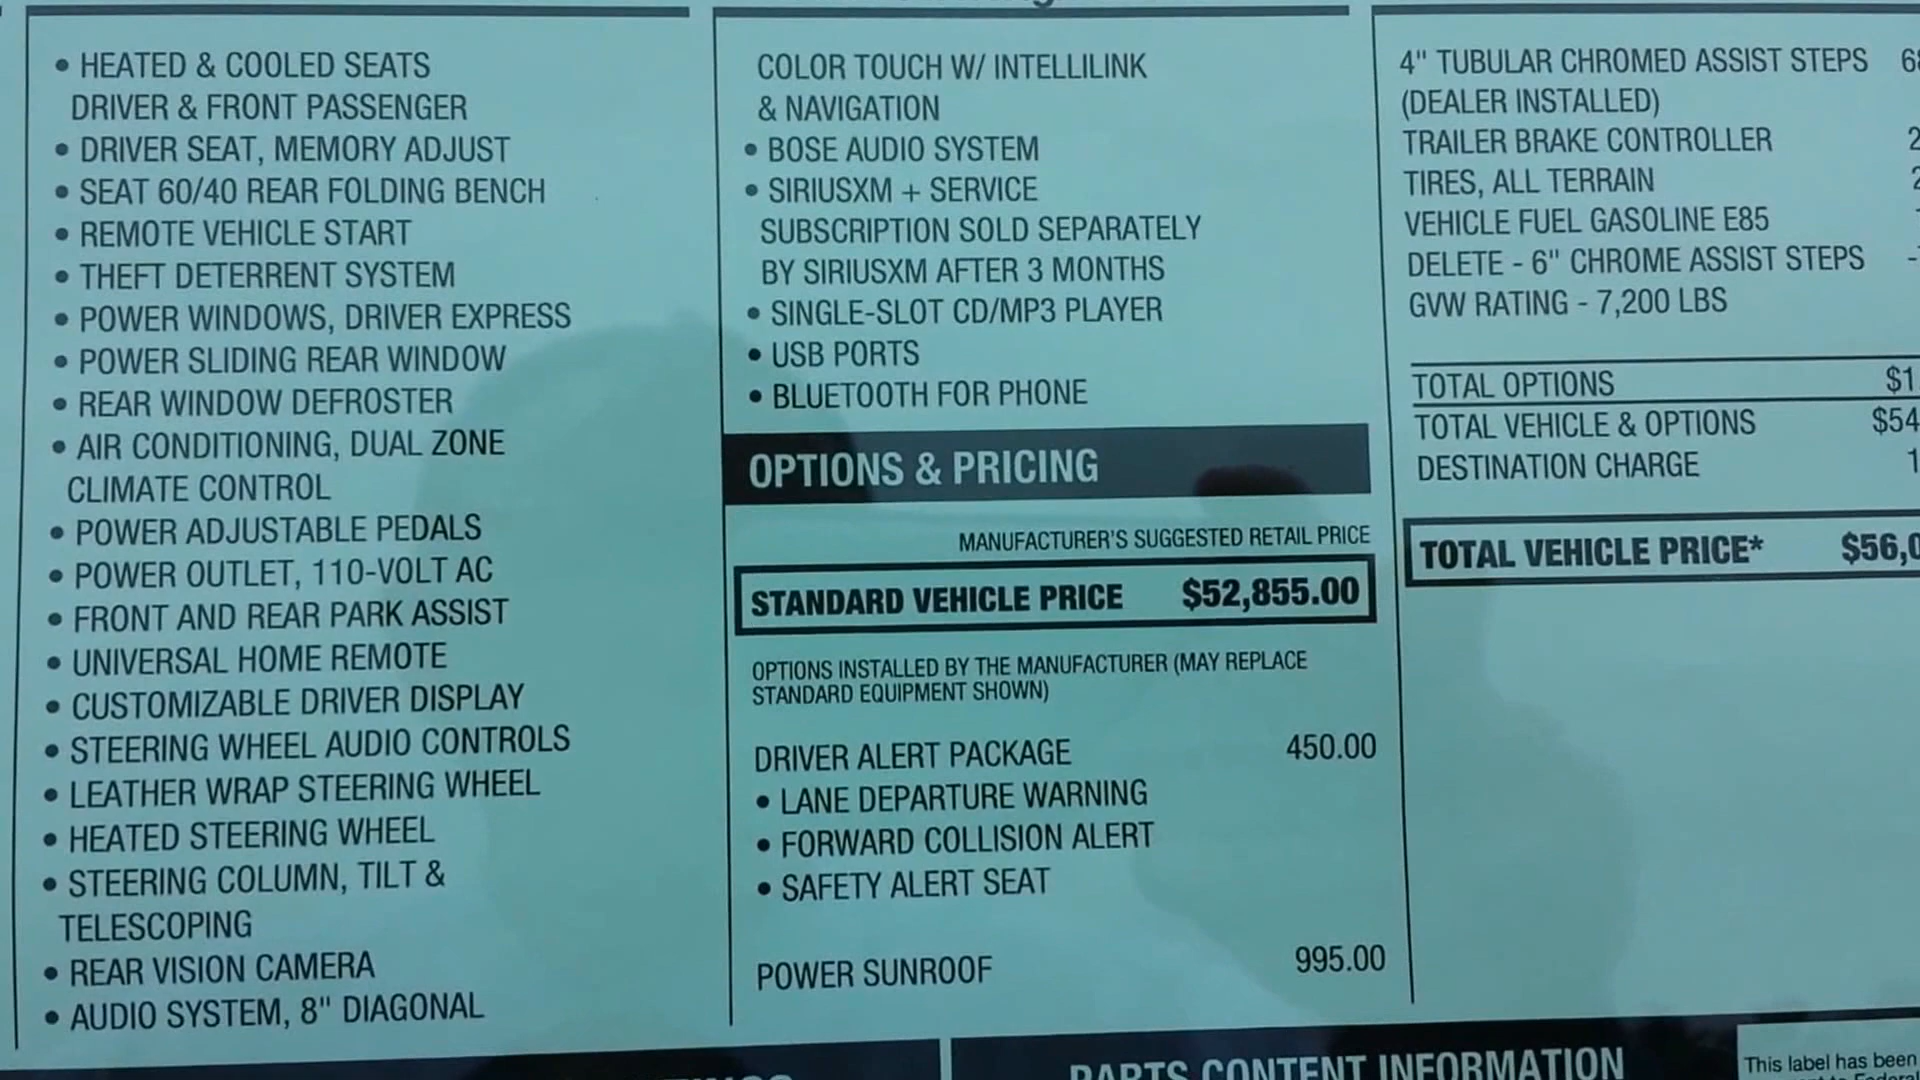 • HEATED & COOLED SEATS
DRIVER & FRONT PASSENGER
• DRIVER SEAT, MEMORY ADJUST
• SEAT 60/40 REAR FOLDING BENCH
• REMOTE VEHICLE START
• THEFT DETERRENT SYSTEM
• POWER WINDOWS, DRIVER EXPRESS
• POWER SLIDING REAR WINDOW
• REAR WINDOW DEFROSTER
• AIR CONDITIONING, DUAL ZONE
CLIMATE CONTROL
• POWER ADJUSTABLE PEDALS
• POWER OUTLET, 110-VOLT AC
• FRONT AND REAR PARK ASSIST
• UNIVERSAL HOME REMOTE
• CUSTOMIZABLE DRIVER DISPLAY
• STEERING WHEEL AUDIO CONTROLS
• LEATHER WRAP STEERING WHEEL
• HEATED STEERING WHEEL
• STEERING COLUMN, TILT &
TELESCOPING
• REAR VISION CAMERA
• AUDIO SYSTEM, 8" DIAGONAL
COLOR TOUCH W/ INTELLILINK
& NAVIGATION
• BOSE AUDIO SYSTEM
• SIRIUSXM + SERVICE
SUBSCRIPTION SOLD SEPARATELY
BY SIRIUSXM AFTER 3 MONTHS
• SINGLE-SLOT CD/MP3 PLAYER
• USB PORTS
• BLUETOOTH FOR PHONE
OPTIONS & PRICING
MANUFACTURER'S SUGGESTED RETAIL PRICE
STANDARD VEHICLE PRICE $52,855.00
OPTIONS INSTALLED BY THE MANUFACTURER (MAY REPLACE
STANDARD EQUIPMENT SHOWN)
DRIVER ALERT PACKAGE 450.00
• LANE DEPARTURE WARNING
• FORWARD COLLISION ALERT
• SAFETY ALERT SEAT
POWER SUNROOF 995.00
4" TUBULAR CHROMED ASSIST STEPS
(DEALER INSTALLED)
TRAILER BRAKE CONTROLLER
TIRES, ALL TERRAIN
VEHICLE FUEL GASOLINE E85
DELETE - 6" CHROME ASSIST STEPS
GVW RATING - 7,200 LBS
TOTAL OPTIONS $1
TOTAL VEHICLE & OPTIONS $54
DESTINATION CHARGE 1
TOTAL VEHICLE PRICE* $56,0
PARTS CONTENT INFORMATION
This label has been